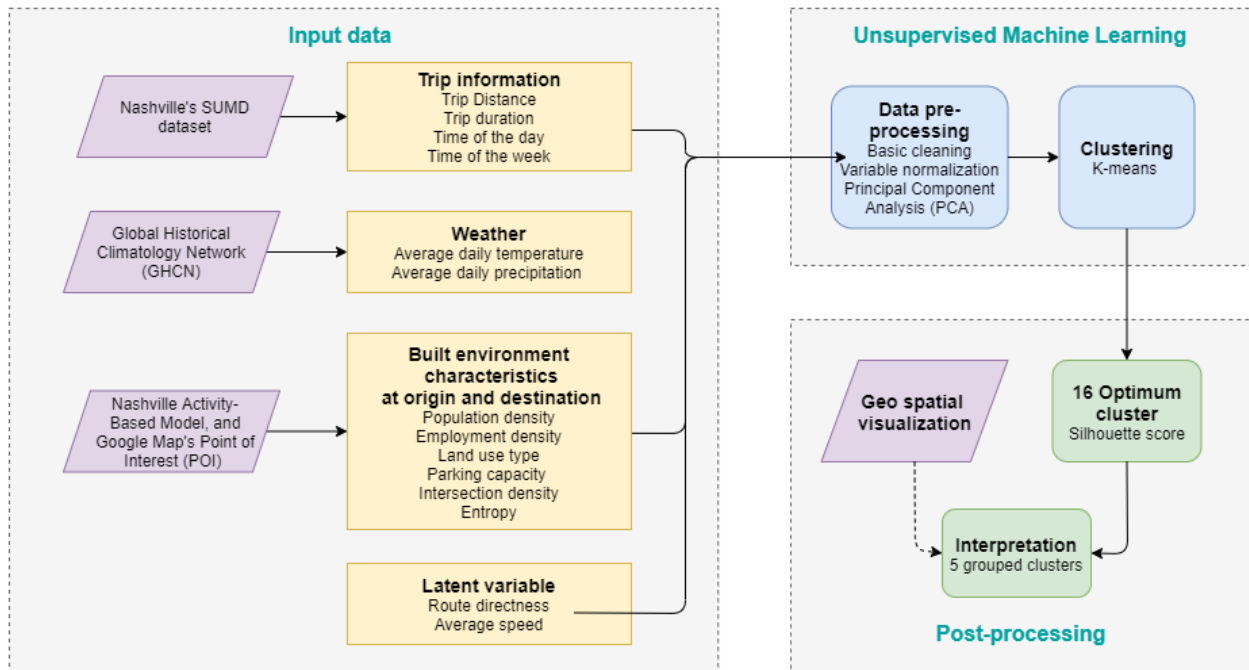 Input data
Nashville's SUMD
dataset
Trip information
Trip Distance
Trip duration
Time of the day
Time of the week
Global Historical
Climatology Network
(GHCN)
Weather
Average daily temperature
Average daily precipitation
Nashville Activity-
Based Model, and
Google Map's Point of
Interest (POI)
Built environment
characteristics
at origin and destination
Population density
Employment density
Land use type
Parking capacity
Intersection density
Entropy
Latent variable
Route directness
Average speed
Unsupervised Machine Learning
Data pre-
processing
Basic cleaning
Variable normalization
Principal Component
Analysis (PCA)
Clustering
K-means
Geo spatial
visualization
16 Optimum
cluster
Silhouette score
Interpretation
5 grouped clusters
Post-processing